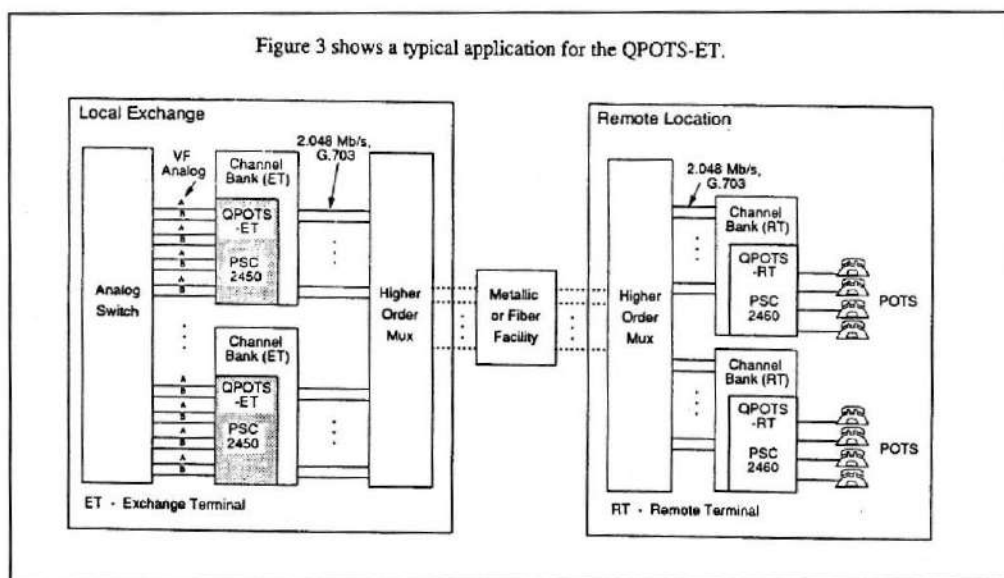 Figure 3 shows a typical application for the QPOTS-ET.
Local Exchange
VF
Analog
2.048 Mb/s,
G.703
Channel
Bank (ET)
A
B
A
B
A
B
A
B
QPOTS
-ET
PSC
2450
Analog
Switch
Channel
Bank (ET)
A
B
A
B
A
B
A
B
QPOTS
-ET
PSC
2450
Higher
Order
Mux
ET - Exchange Terminal
Metallic
or Fiber
Facility
Remote Location
2.048 Mb/s,
G.703
Higher
Order
Mux
Channel
Bank (RT)
QPOTS
-RT
PSC
2460
POTS
Channel
Bank (RT)
QPOTS
-RT
PSC
2460
POTS
RT - Remote Terminal